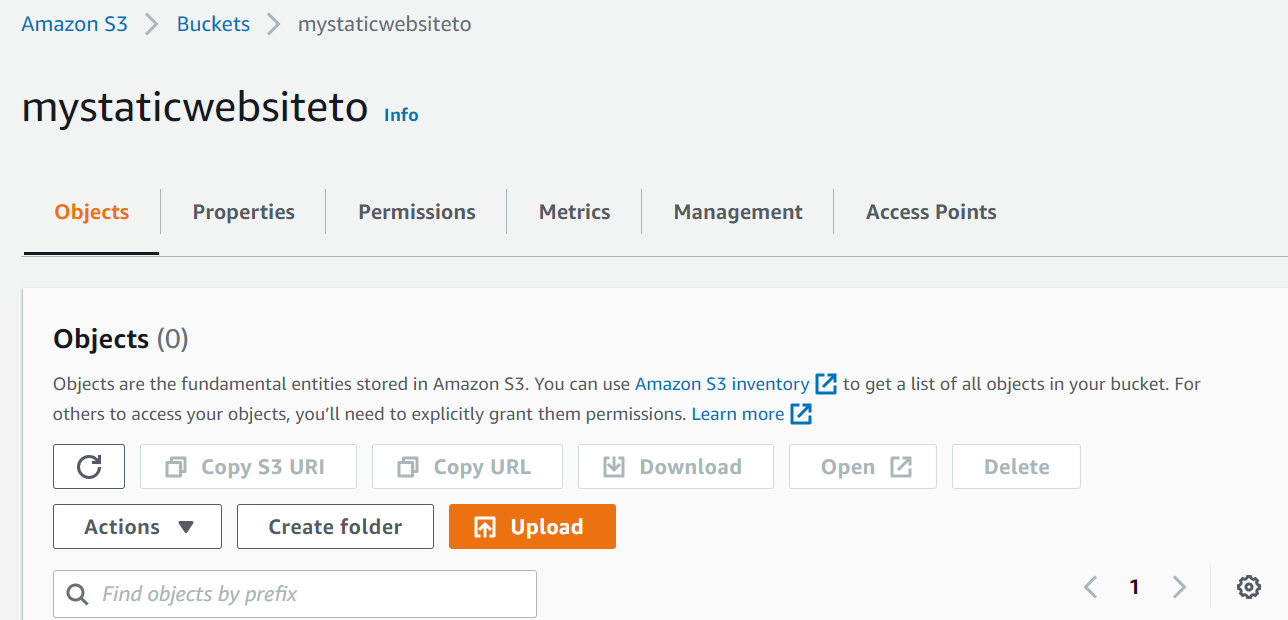 Amazon S3 > Buckets > mystaticwebsiteto
mystaticwebsiteto Info
Objects Properties Permissions Metrics Management Access Points
Objects (0)
Objects are the fundamental entities stored in Amazon S3. You can use Amazon S3 inventory to get a list of all objects in your bucket. For
others to access your objects, you’ll need to explicitly grant them permissions. Learn more
Copy S3 URI Copy URL Download Open Delete
Actions Create folder Upload
Find objects by prefix
1